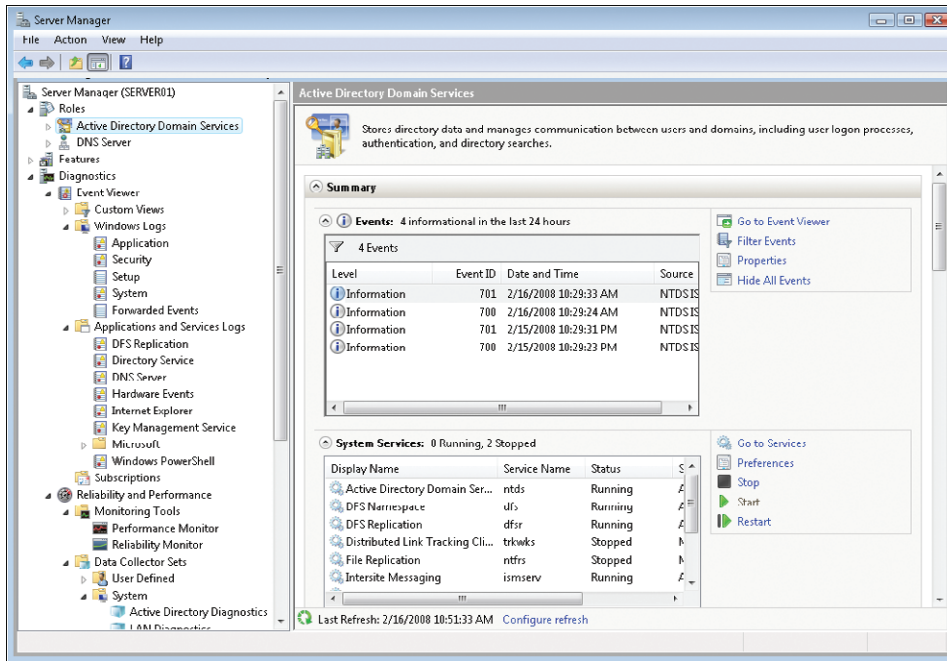 Server Manager
File Action View Help
Server Manager (SERVER01)
Roles
Active Directory Domain Services
DNS Server
Features
Diagnostics
Event Viewer
Custom Views
Windows Logs
Application
Security
Setup
System
Forwarded Events
Applications and Services Logs
DFS Replication
Directory Service
DNS Server
Hardware Events
Internet Explorer
Key Management Service
Microsoft
Windows PowerShell
Subscriptions
Reliability and Performance
Monitoring Tools
Performance Monitor
Reliability Monitor
Data Collector Sets
User Defined
System
Active Directory Diagnostics
LAN Diagnostics
Active Directory Domain Services
Stores directory data and manages communication between users and domains, including user logon processes,
authentication, and directory searches.
Summary
Events: 4 informational in the last 24 hours
4 Events
Level Event ID Date and Time Source
Information 701 2/16/2008 10:29:33 AM NTDS IS
Information 700 2/16/2008 10:29:24 AM NTDS IS
Information 701 2/15/2008 10:29:31 PM NTDS IS
Information 700 2/15/2008 10:29:23 PM NTDS IS
Go to Event Viewer
Filter Events
Properties
Hide All Events
System Services: 0 Running, 2 Stopped
Display Name Service Name Status S
Active Directory Domain Ser... ntds Running A
DFS Namespace dfs Running A
DFS Replication dfsr Running A
Distributed Link Tracking Cli... trkwks Stopped M
File Replication ntfrs Stopped M
Intersite Messaging ismserv Running A
Go to Services
Preferences
Stop
Start
Restart
Last Refresh: 2/16/2008 10:51:33 AM Configure refresh